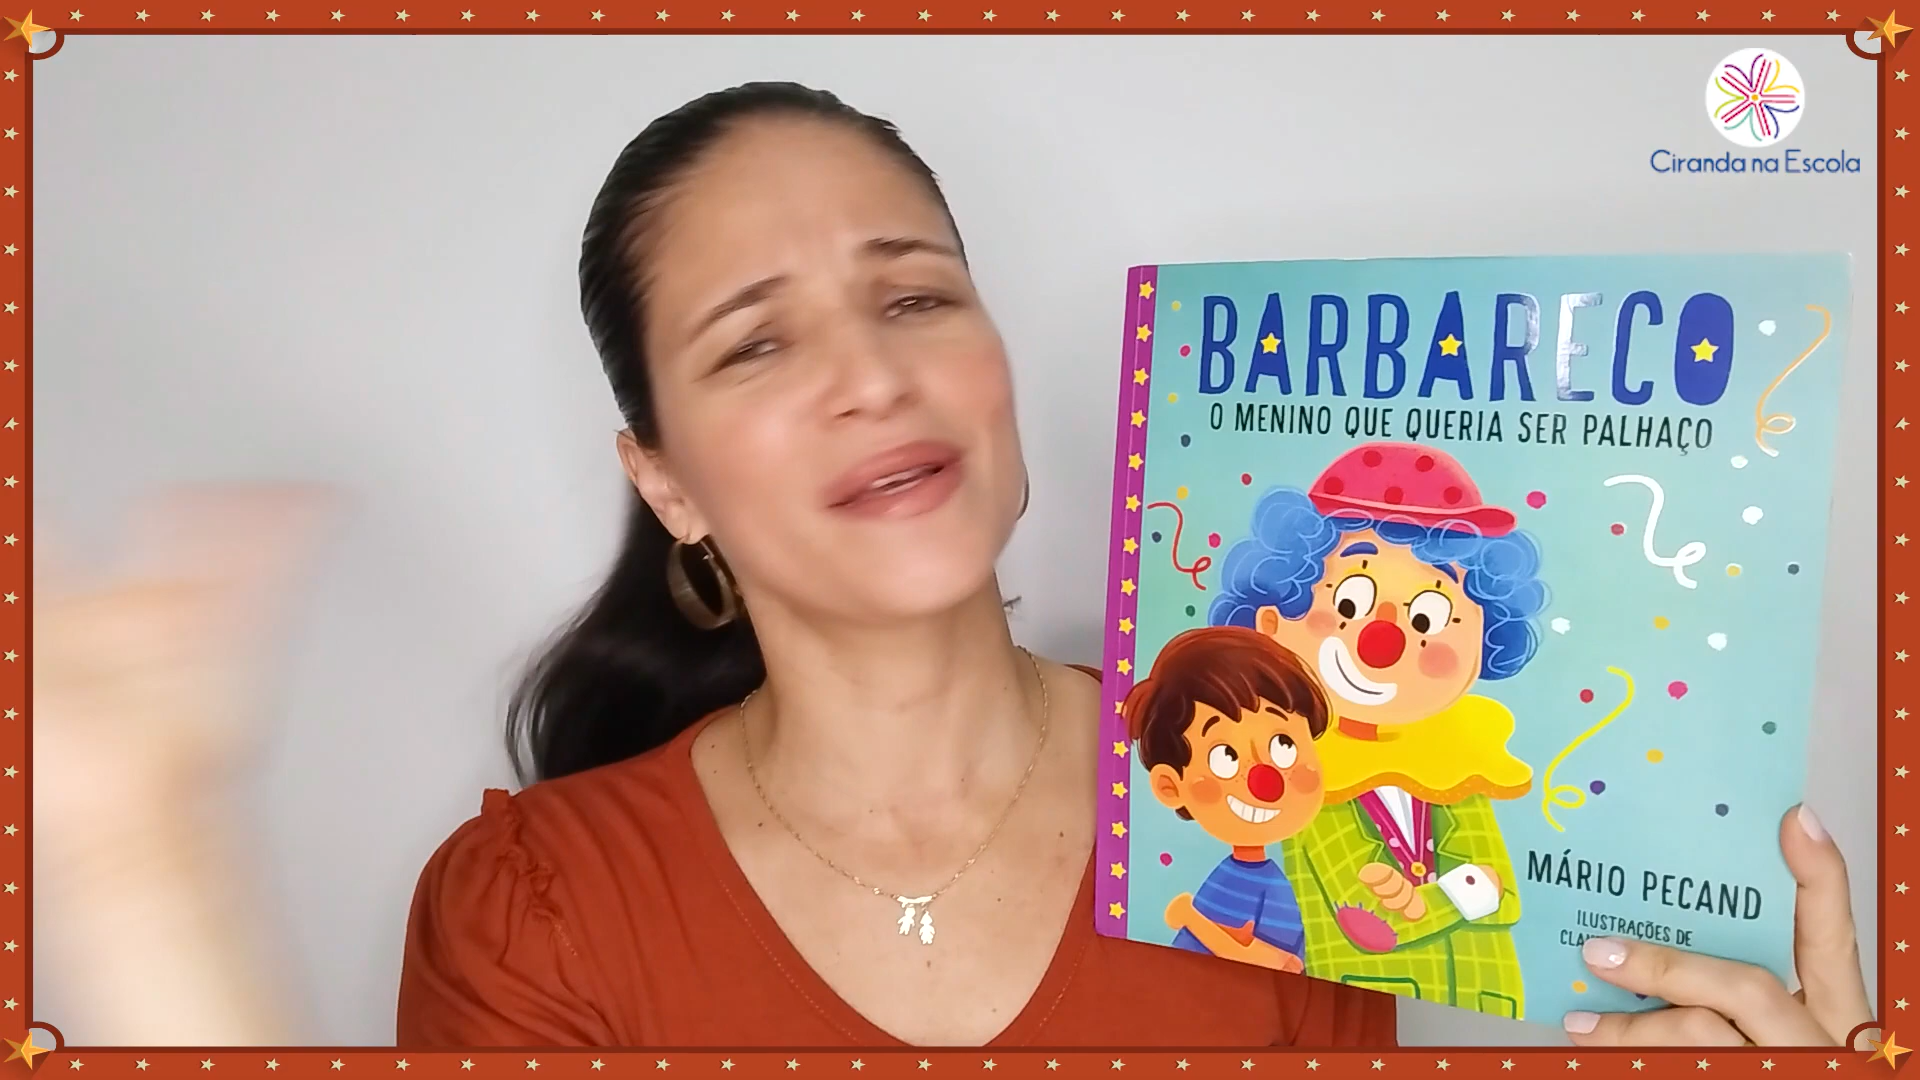 Ciranda na Escola
BARBARECO
O MENINO QUE QUERIA SER PALHAÇO
MÁRIO PECAND
ILUSTRAÇÕES DE